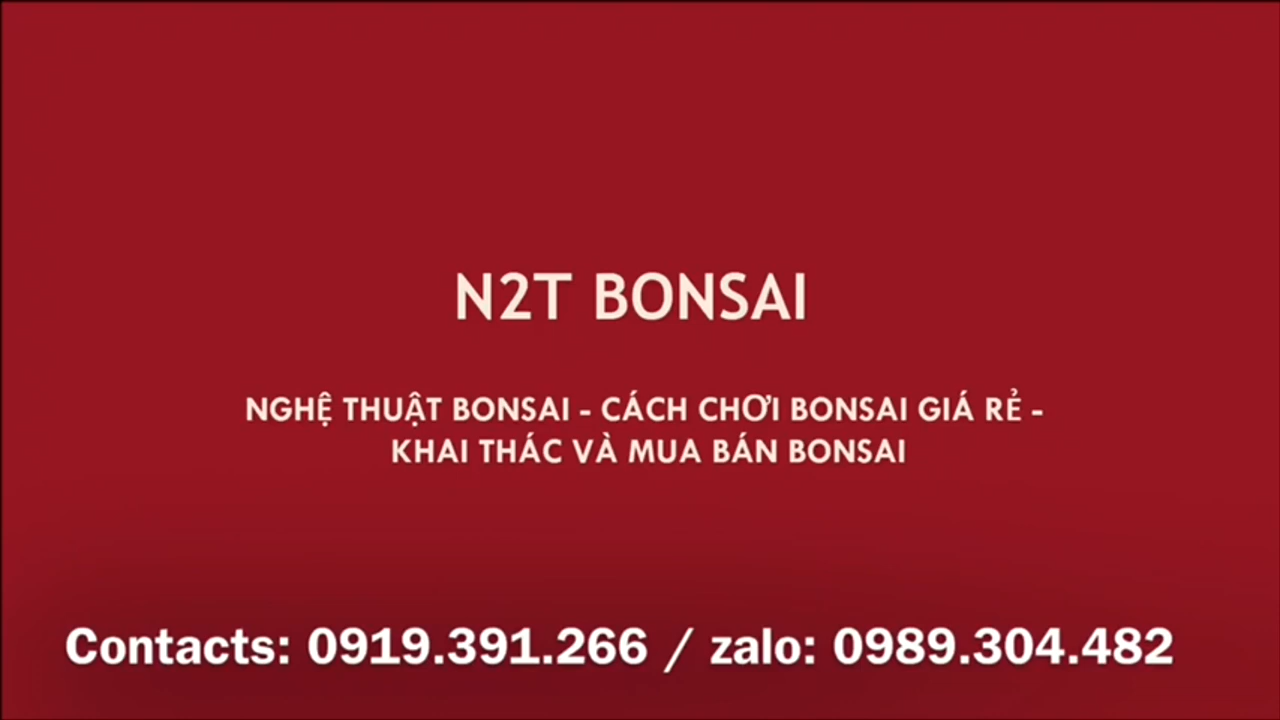 N2T BONSAI
NGHỆ THUẬT BONSAI - CÁCH CHƠI BONSAI GIÁ RẺ -
KHAI THÁC VÀ MUA BÁN BONSAI
Contacts: 0919.391.266 / zalo: 0989.304.482